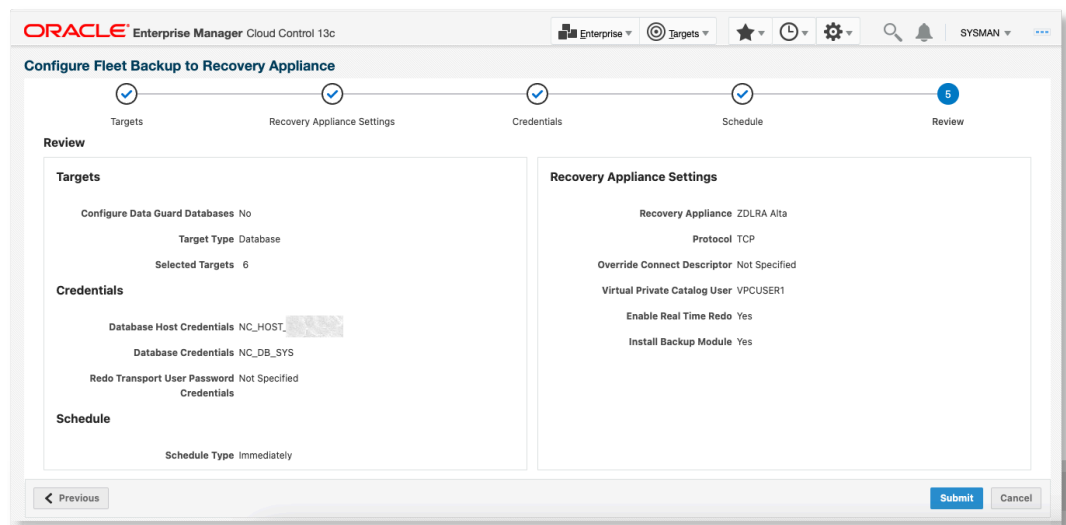 ORACLE Enterprise Manager Cloud Control 13c Enterprise Targets SYSMAN
Configure Fleet Backup to Recovery Appliance
5
Targets Recovery Appliance Settings Credentials Schedule Review
Review
Targets
Configure Data Guard Databases No
Target Type Database
Selected Targets 6
Credentials
Database Host Credentials NC_HOST_
Database Credentials NC_DB_SYS
Redo Transport User Password Not Specified
Credentials
Schedule
Schedule Type Immediately
Recovery Appliance Settings
Recovery Appliance ZDLRA Alta
Protocol TCP
Override Connect Descriptor Not Specified
Virtual Private Catalog User VPCUSER1
Enable Real Time Redo Yes
Install Backup Module Yes
Previous Submit Cancel